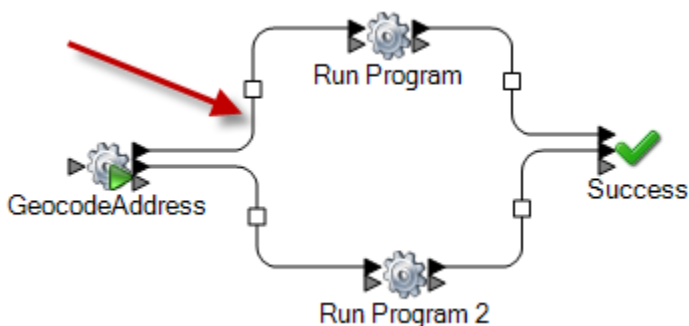 Run Program
GeocodeAddress
Success
Run Program 2